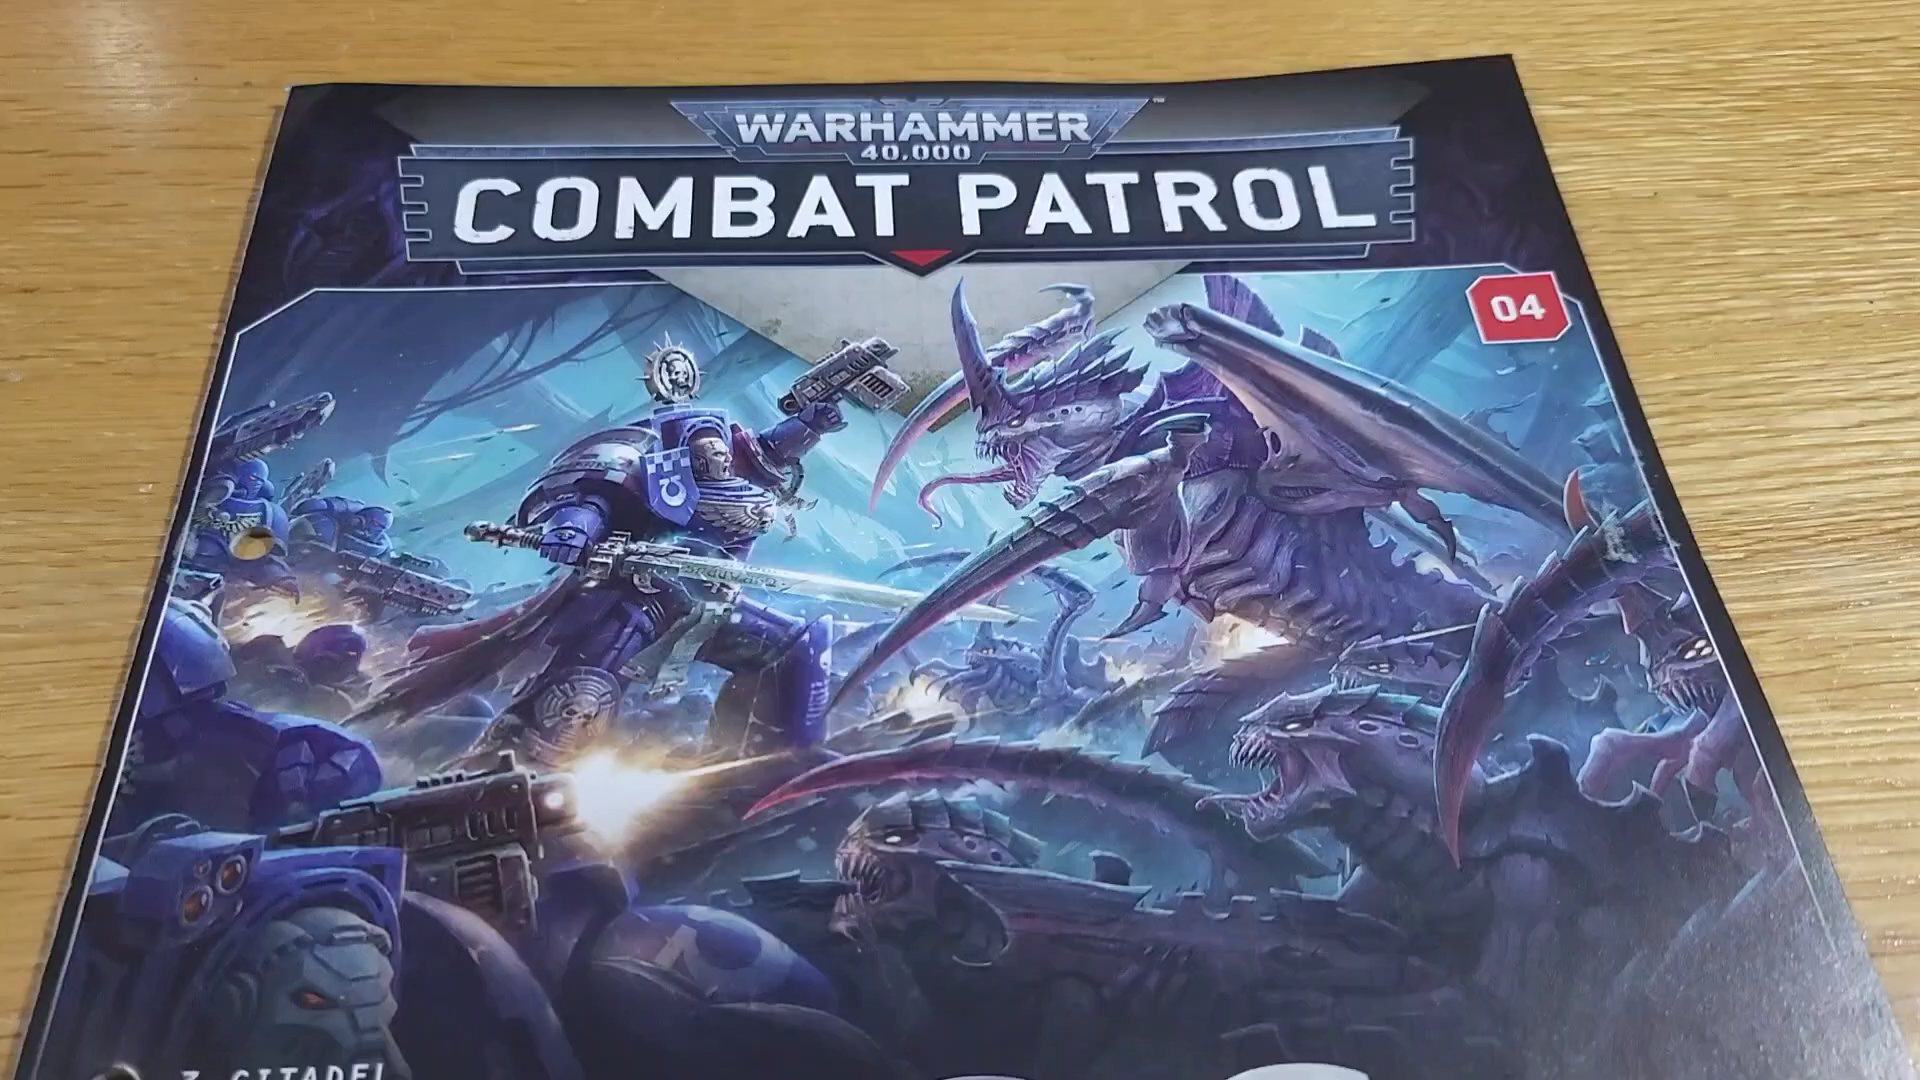 WARHAMMER
40,000
COMBAT PATROL
04
CITADEL